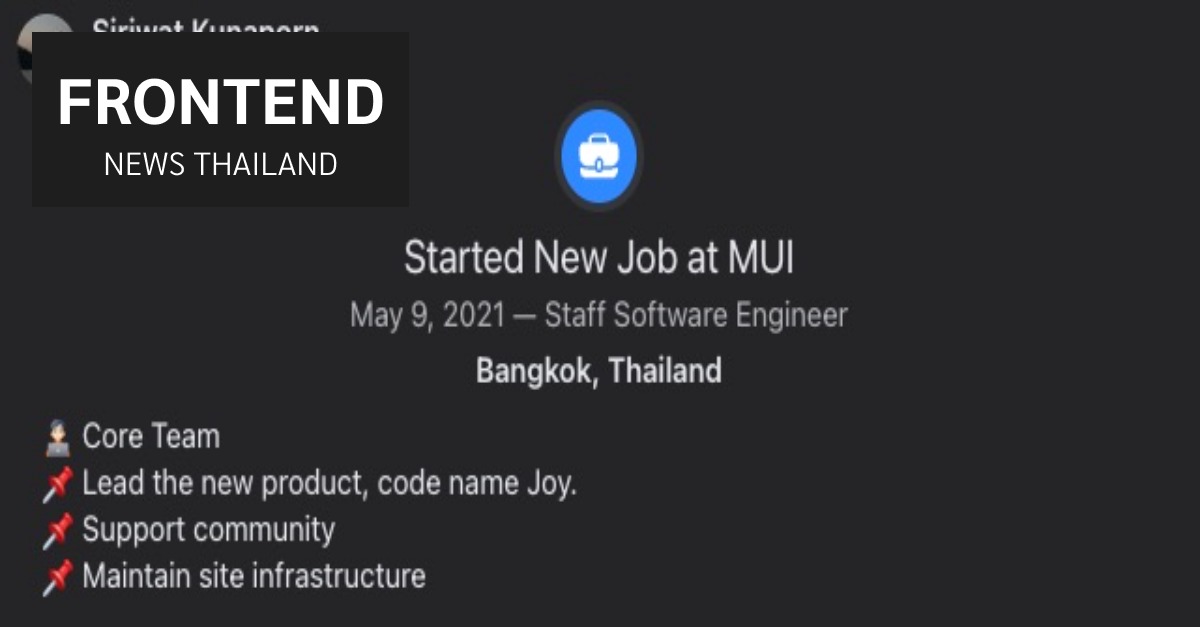 Siriwat Kunaporn
FRONTEND
NEWS THAILAND
Started New Job at MUI
May 9, 2021 — Staff Software Engineer
Bangkok, Thailand
Core Team
Lead the new product, code name Joy.
Support community
Maintain site infrastructure